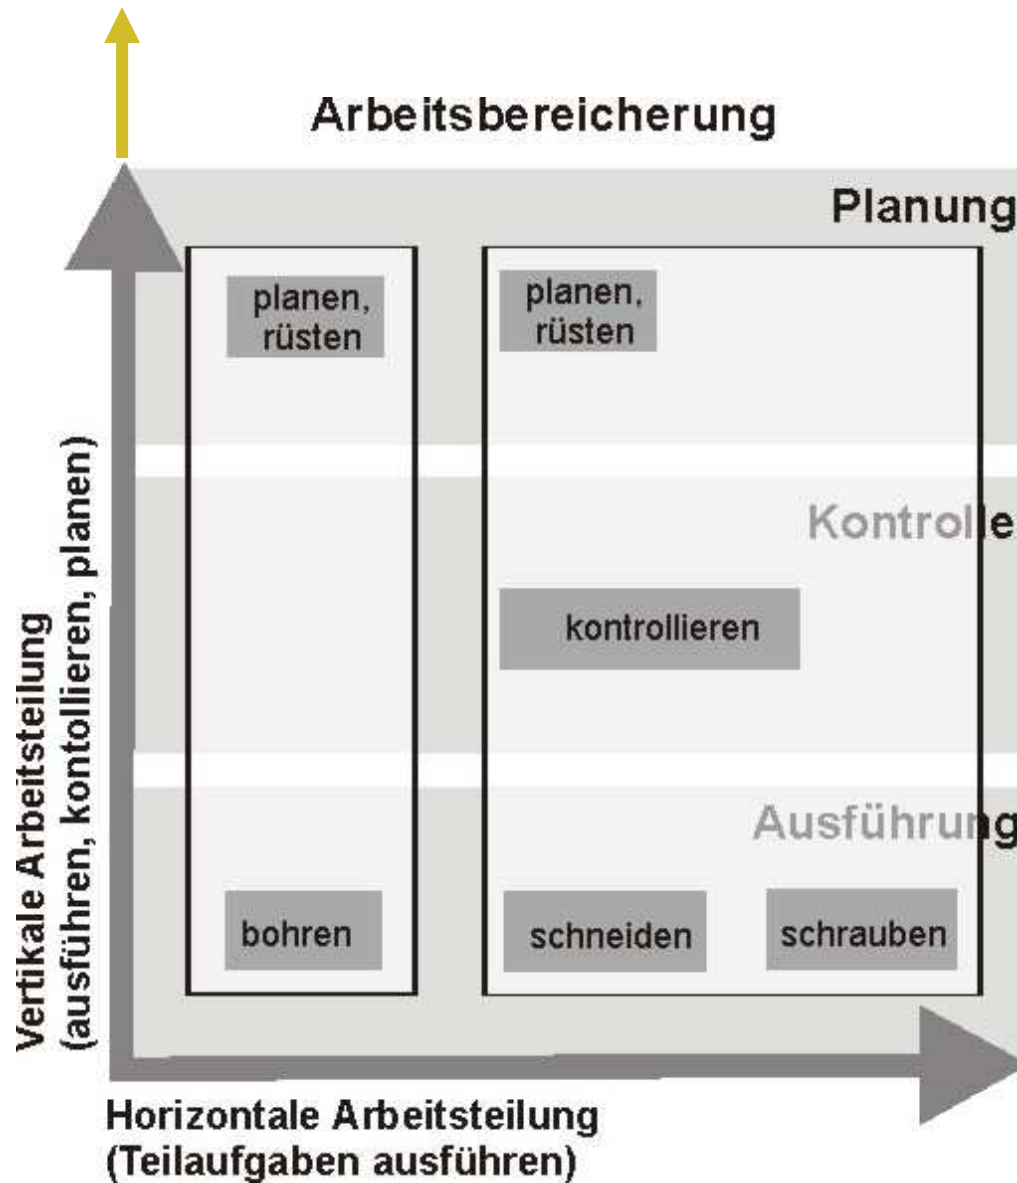 Arbeitsbereicherung
Planung
planen,
rüsten
planen,
rüsten
Kontrolle
kontrollieren
Ausführung
bohren
schneiden
schrauben
Vertikale Arbeitsteilung
(ausführen, kontollieren, planen)
Horizontale Arbeitsteilung
(Teilaufgaben ausführen)